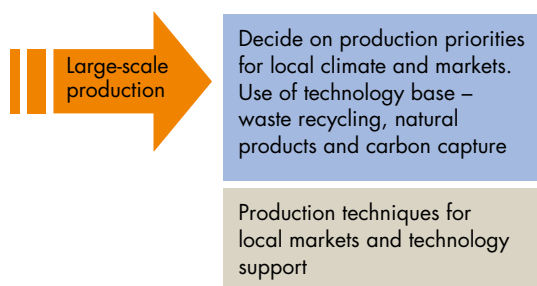 Large-scale
production
Decide on production priorities
for local climate and markets.
Use of technology base –
waste recycling, natural
products and carbon capture
Production techniques for
local markets and technology
support